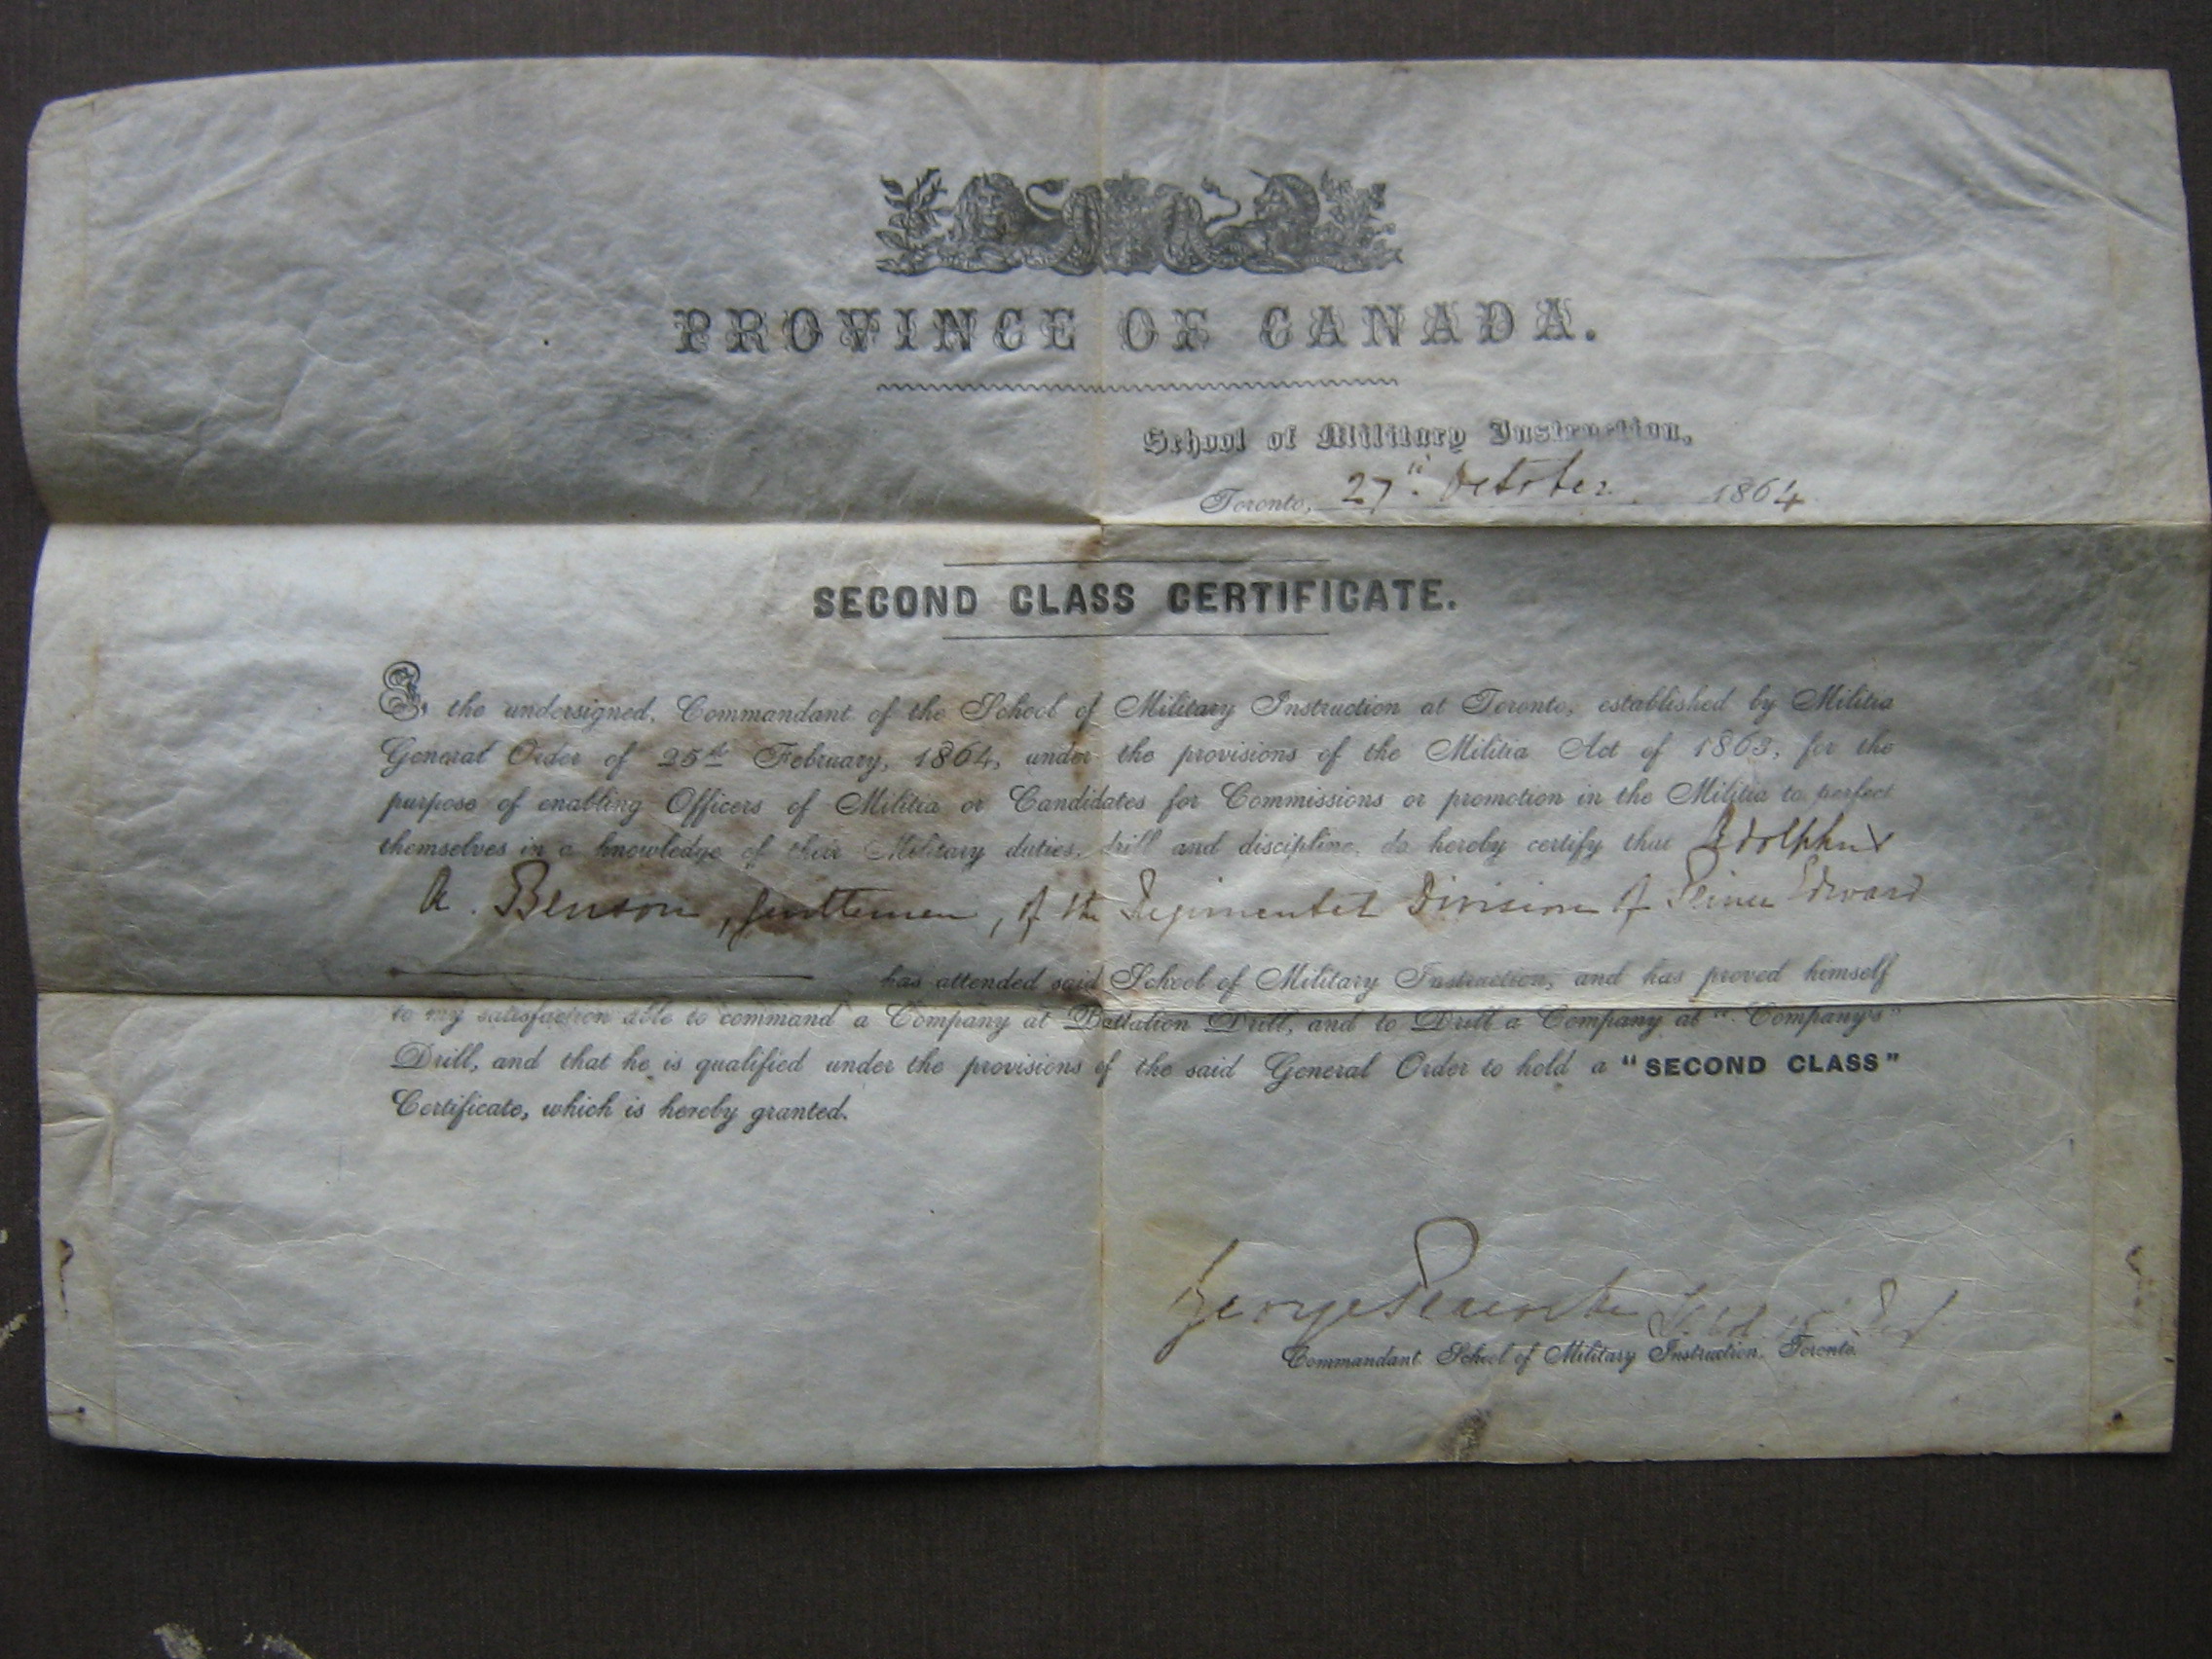 PROVINCE OF CANADA.
School of Military Instruction,
Toronto, 27th October 1864
SECOND CLASS CERTIFICATE.
I, the undersigned, Commandant of the School of Military Instruction at Toronto, established by Militia
General Order of 25th February, 1864, under the provisions of the Militia Act of 1863, for the
purpose of enabling Officers of Militia or Candidates for Commissions or promotion in the Militia to perfect
themselves in a knowledge of their Military duties, drill and discipline, do hereby certify that Adolphus
A. Benson, Gentleman, of the Regimental Division of Prince Edward
has attended said School of Military Instruction, and has proved himself
to my satisfaction able to command a Company at Battalion Drill, and to Drill a Company at "Company's"
Drill, and that he is qualified under the provisions of the said General Order to hold a "SECOND CLASS"
Certificate, which is hereby granted.
George
Commandant School of Military Instruction, Toronto.